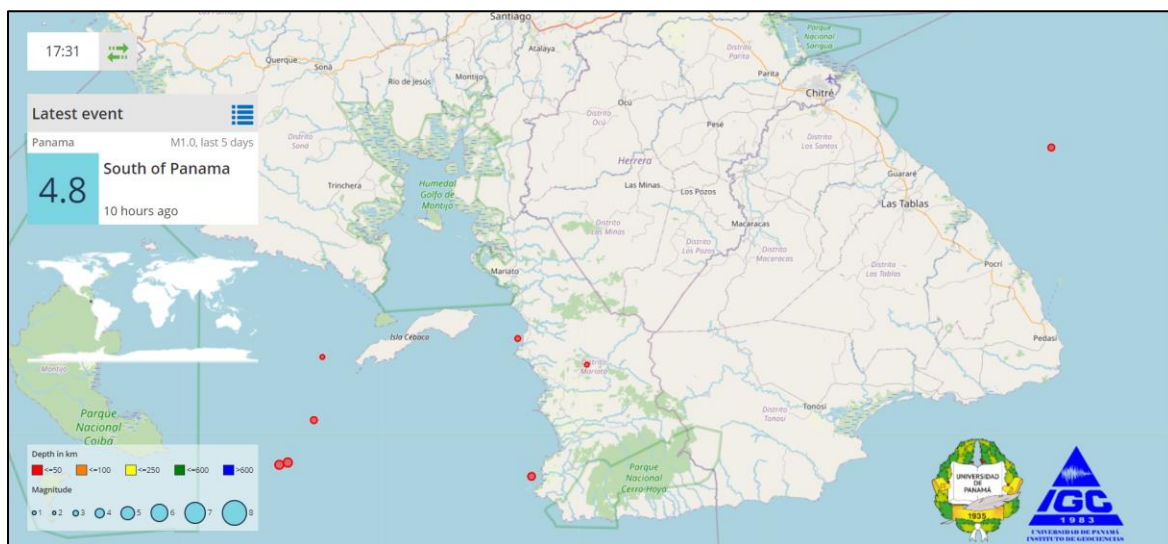 17:31
Latest event
Panama
M1.0, last 5 days
4.8
South of Panama
10 hours ago
Santiago
Atalaya
Querque
Soná
Río de Jesús
Montijo
Parque
Nacional
Sarigua
Distrito
Parita
Parita
Chitré
Ocú
Distrito
Ocú
Pesé
Distrito
Los Santos
Distrito
Soná
Herrera
Trinchera
Humedal
Golfo de
Montijo
Las Minas
Los Pozos
Guararé
Las Tablas
Macaracas
Distrito
Las Minas
Distrito
Los Pozos
Distrito
Macaracas
Distrito
Las Tablas
Pocrí
Mariato
Isla Cébaco
Pedasí
Distrito
Mariato
Montijo
Tonosí
Distrito
Tonosí
Parque
Nacional
Coiba
Parque
Nacional
Cerro Hoya
Depth in km
<=50
<=100
<=250
<=600
>600
Magnitude
1
2
3
4
5
6
7
8
UNIVERSIDAD
DE
PANAMÁ
1935
IGC
1983
UNIVERSIDAD DE PANAMÁ
INSTITUTO DE GEOCIENCIAS